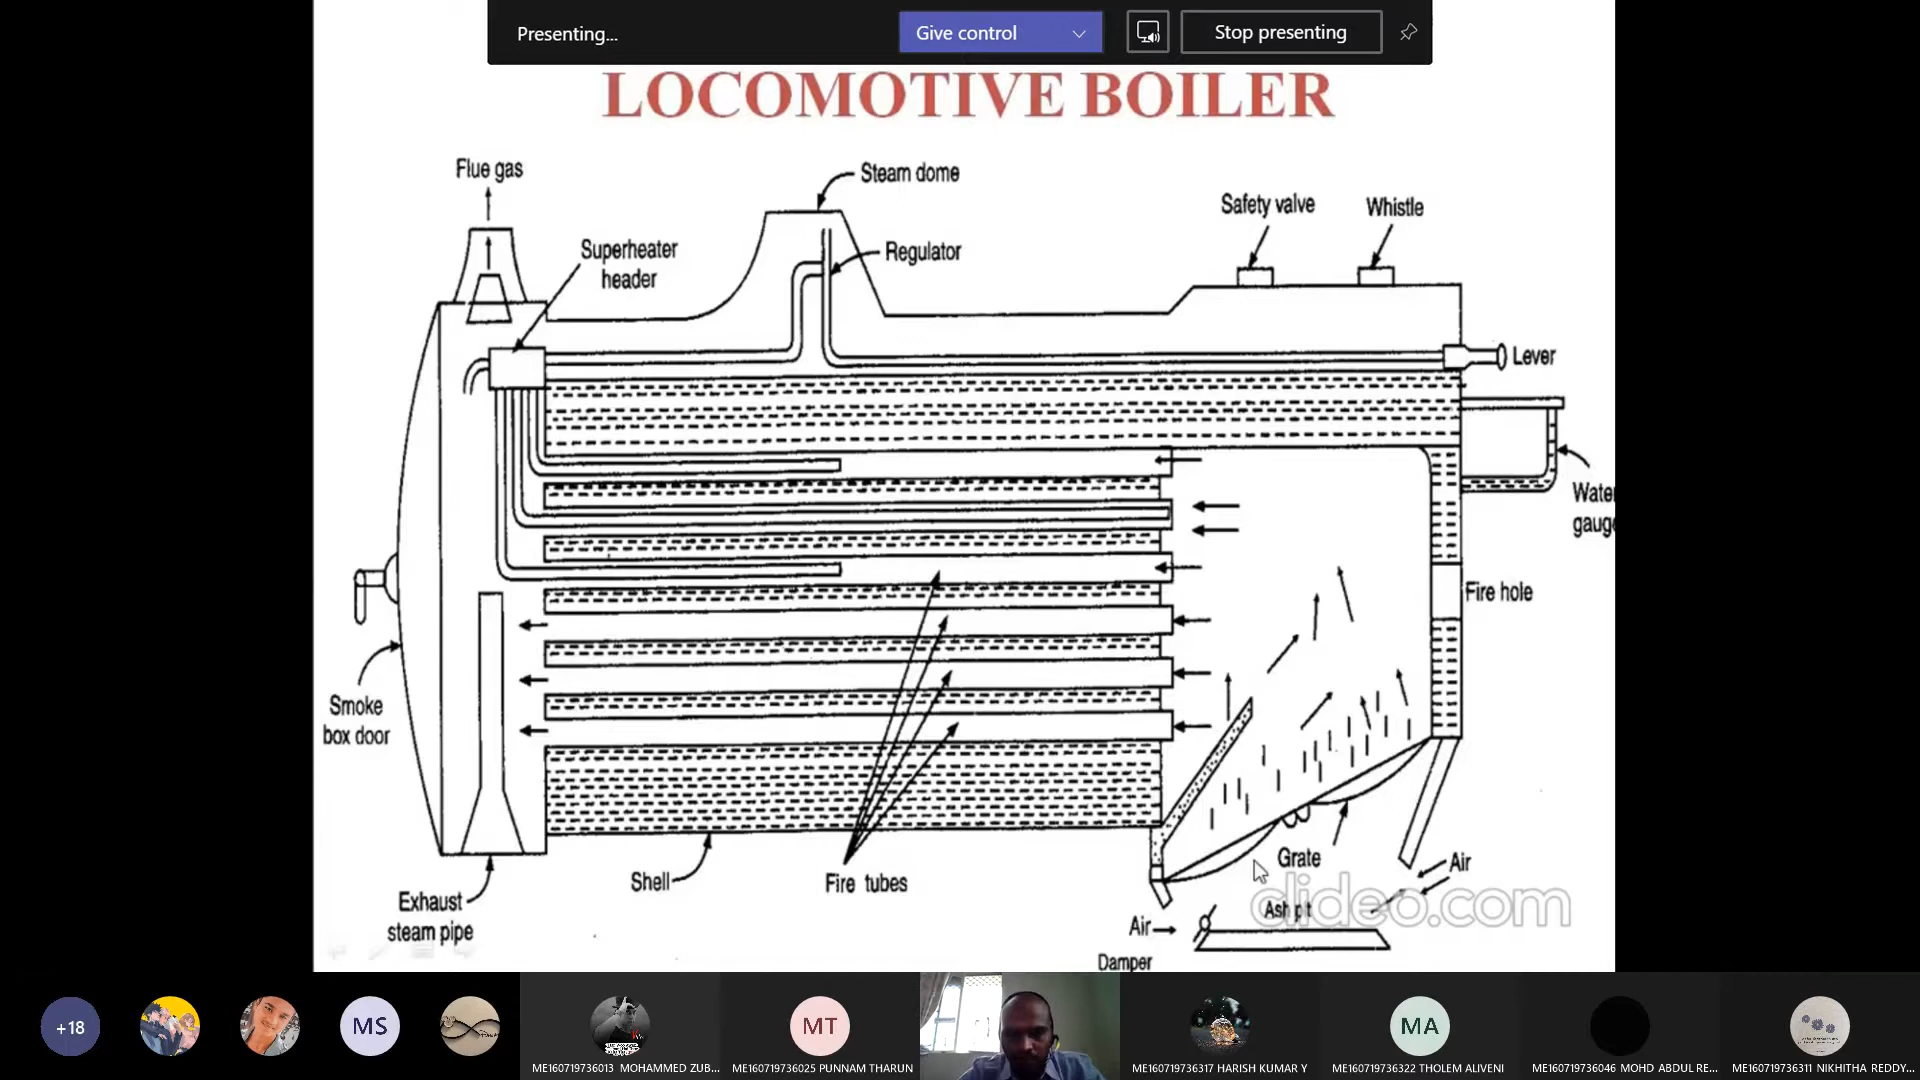 Presenting...
Give control
Stop presenting
LOCOMOTIVE BOILER
Flue gas
Steam dome
Safety valve
Whistle
Superheater
header
Regulator
Lever
Water
gauge
Fire hole
Smoke
box door
Shell
Fire tubes
Grate
Air
Exhaust
steam pipe
Ash pit
clideo.com
Air
Damper
+18
MS
MT
MA
ME160719736013 MOHAMMED ZUB...
ME160719736025 PUNNAM THARUN
ME160719736317 HARISH KUMAR Y
ME160719736322 THOLEM ALIVENI
ME160719736046 MOHD ABDUL RE...
ME160719736311 NIKHITHA REDDY...